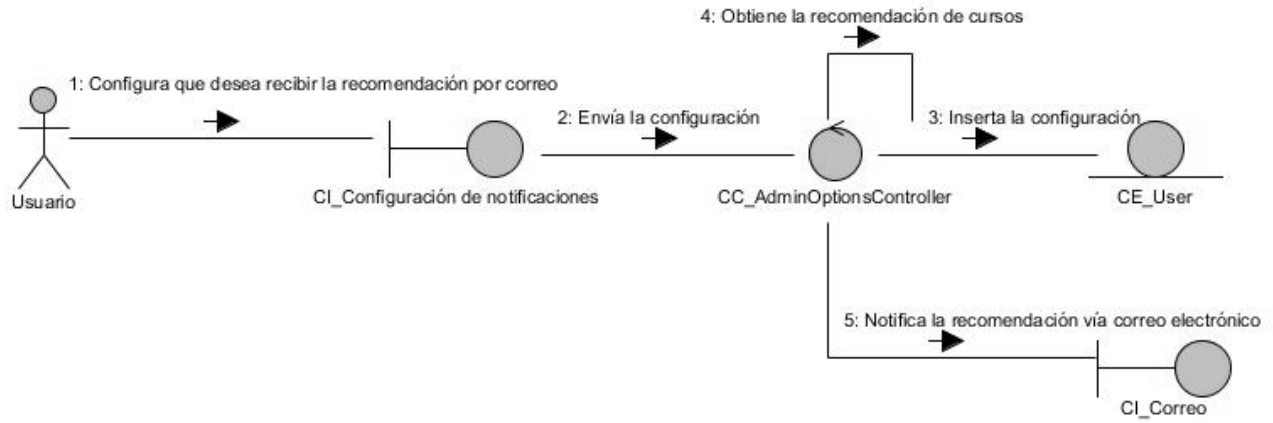 4: Obtiene la recomendación de cursos
1: Configura que desea recibir la recomendación por correo
2: Envía la configuración
3: Inserta la configuración
Usuario
CI_Configuración de notificaciones
CC_AdminOptionsController
CE_User
5: Notifica la recomendación vía correo electrónico
CI_Correo